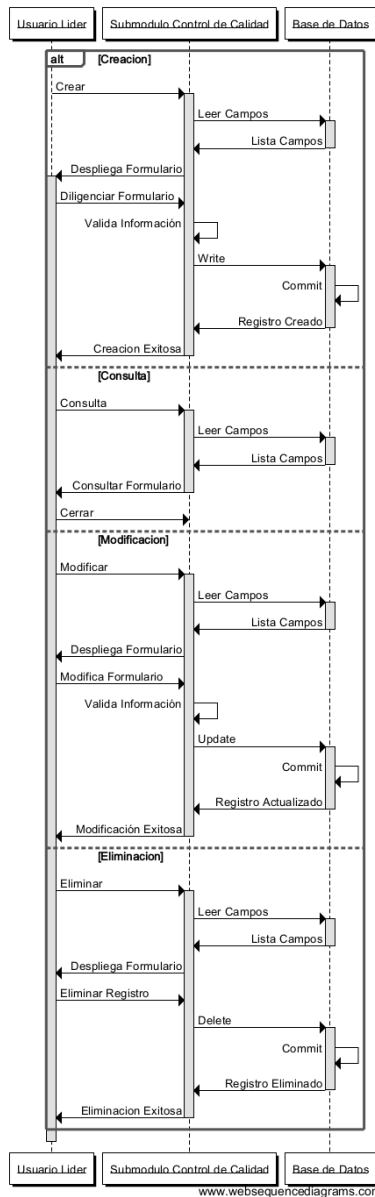 Usuario Lider
Submodulo Control de Calidad
Base de Datos
alt
[Creacion]
Crear
Leer Campos
Lista Campos
Despliega Formulario
Diligenciar Formulario
Valida Información
Write
Commit
Registro Creado
Creacion Exitosa
[Consulta]
Consulta
Leer Campos
Lista Campos
Consultar Formulario
Cerrar
[Modificacion]
Modificar
Leer Campos
Lista Campos
Despliega Formulario
Modifica Formulario
Valida Información
Update
Commit
Registro Actualizado
Modificación Exitosa
[Eliminacion]
Eliminar
Leer Campos
Lista Campos
Despliega Formulario
Eliminar Registro
Delete
Commit
Registro Eliminado
Eliminacion Exitosa
Usuario Lider
Submodulo Control de Calidad
Base de Datos
www.websequencediagrams.com